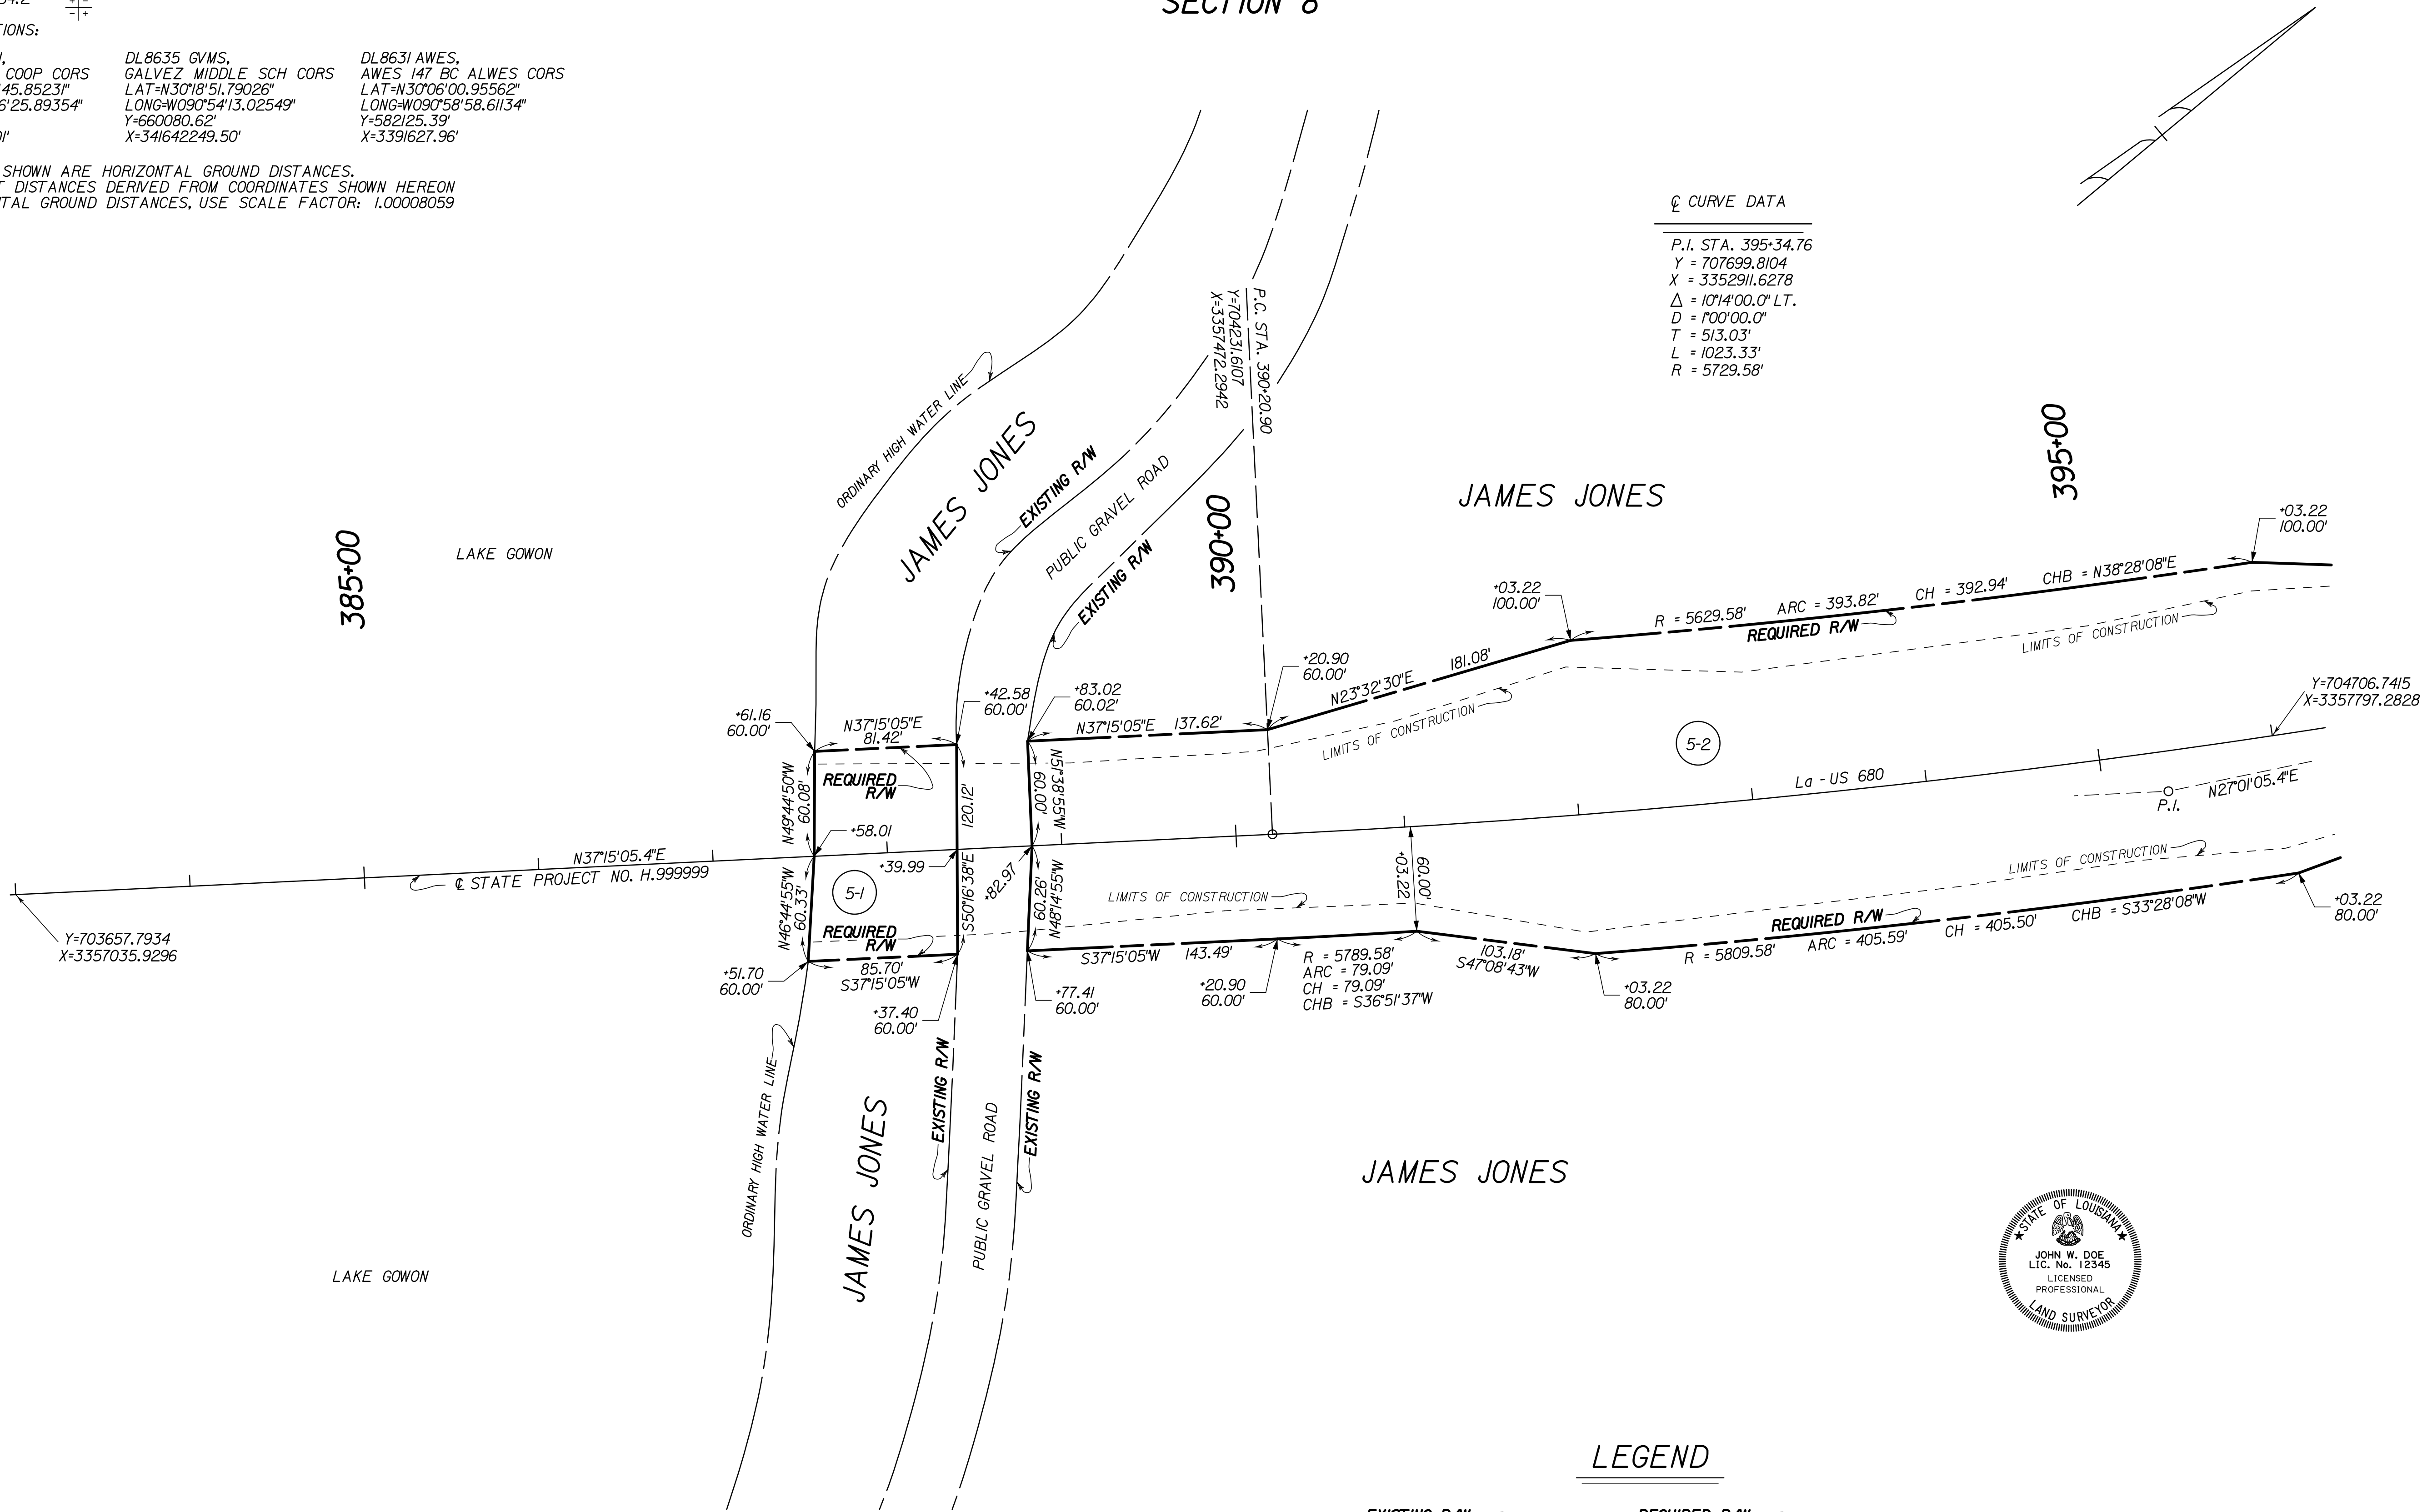 SECTION 8
TIONS:
COOP CORS
45.85231"
6'25.89354"
DL8635 GVMS,
GALVEZ MIDDLE SCH CORS
LAT=N30°18'51.79026"
LONG=W090°54'13.02549"
Y=660080.62'
X=341642249.50'
DL8631 AWES,
AWES 147 BC ALWES CORS
LAT=N30°06'00.95562"
LONG=W090°58'58.61134"
Y=582125.39'
X=3391627.96'
SHOWN ARE HORIZONTAL GROUND DISTANCES.
T DISTANCES DERIVED FROM COORDINATES SHOWN HEREON
TAL GROUND DISTANCES, USE SCALE FACTOR: 1.00008059
℄ CURVE DATA
P.I. STA. 395+34.76
Y = 707699.8104
X = 3352911.6278
Δ = 10°14'00.0" LT.
D = 1°00'00.0"
T = 513.03'
L = 1023.33'
R = 5729.58'
P.C. STA. 390+20.90
Y=704231.6107
X=3357472.2942
ORDINARY HIGH WATER LINE
JAMES JONES
EXISTING R/W
PUBLIC GRAVEL ROAD
EXISTING R/W
385+00
390+00
395+00
LAKE GOWON
JAMES JONES
+03.22
100.00'
+03.22
100.00'
R = 5629.58'
ARC = 393.82'
CH = 392.94'
CHB = N38°28'08"E
REQUIRED R/W
LIMITS OF CONSTRUCTION
+20.90
60.00'
N23°32'30"E
181.08'
LIMITS OF CONSTRUCTION
+61.16
60.00'
N37°15'05"E
81.42'
+42.58
60.00'
+83.02
60.02'
N37°15'05"E
137.62'
REQUIRED
R/W
N49°44'50"W
60.08'
120.12'
S50°16'38"E
N51°38'55"W
60.00'
5-2
Y=704706.7415
X=3357797.2828
La - US 680
P.I.
N27°01'05.4"E
N37°15'05.4"E
℄ STATE PROJECT NO. H.999999
+58.01
+39.99
+82.97
5-1
N46°44'55"W
60.33'
60.26'
N48°14'55"W
LIMITS OF CONSTRUCTION
60.00'
+03.22
LIMITS OF CONSTRUCTION
Y=703657.7934
X=3357035.9296
REQUIRED
R/W
+51.70
60.00'
85.70'
S37°15'05"W
+37.40
60.00'
+77.41
60.00'
S37°15'05"W
143.49'
+20.90
60.00'
R = 5789.58'
ARC = 79.09'
CH = 79.09'
CHB = S36°51'37"W
103.18'
S47°08'43"W
+03.22
80.00'
REQUIRED R/W
R = 5809.58'
ARC = 405.59'
CH = 405.50'
CHB = S33°28'08"W
+03.22
80.00'
ORDINARY HIGH WATER LINE
JAMES JONES
EXISTING R/W
PUBLIC GRAVEL ROAD
EXISTING R/W
JAMES JONES
LAKE GOWON
STATE OF LOUISIANA
JOHN W. DOE
LIC. No. 12345
LICENSED
PROFESSIONAL
LAND SURVEYOR
LEGEND
EXISTING R/W
REQUIRED R/W